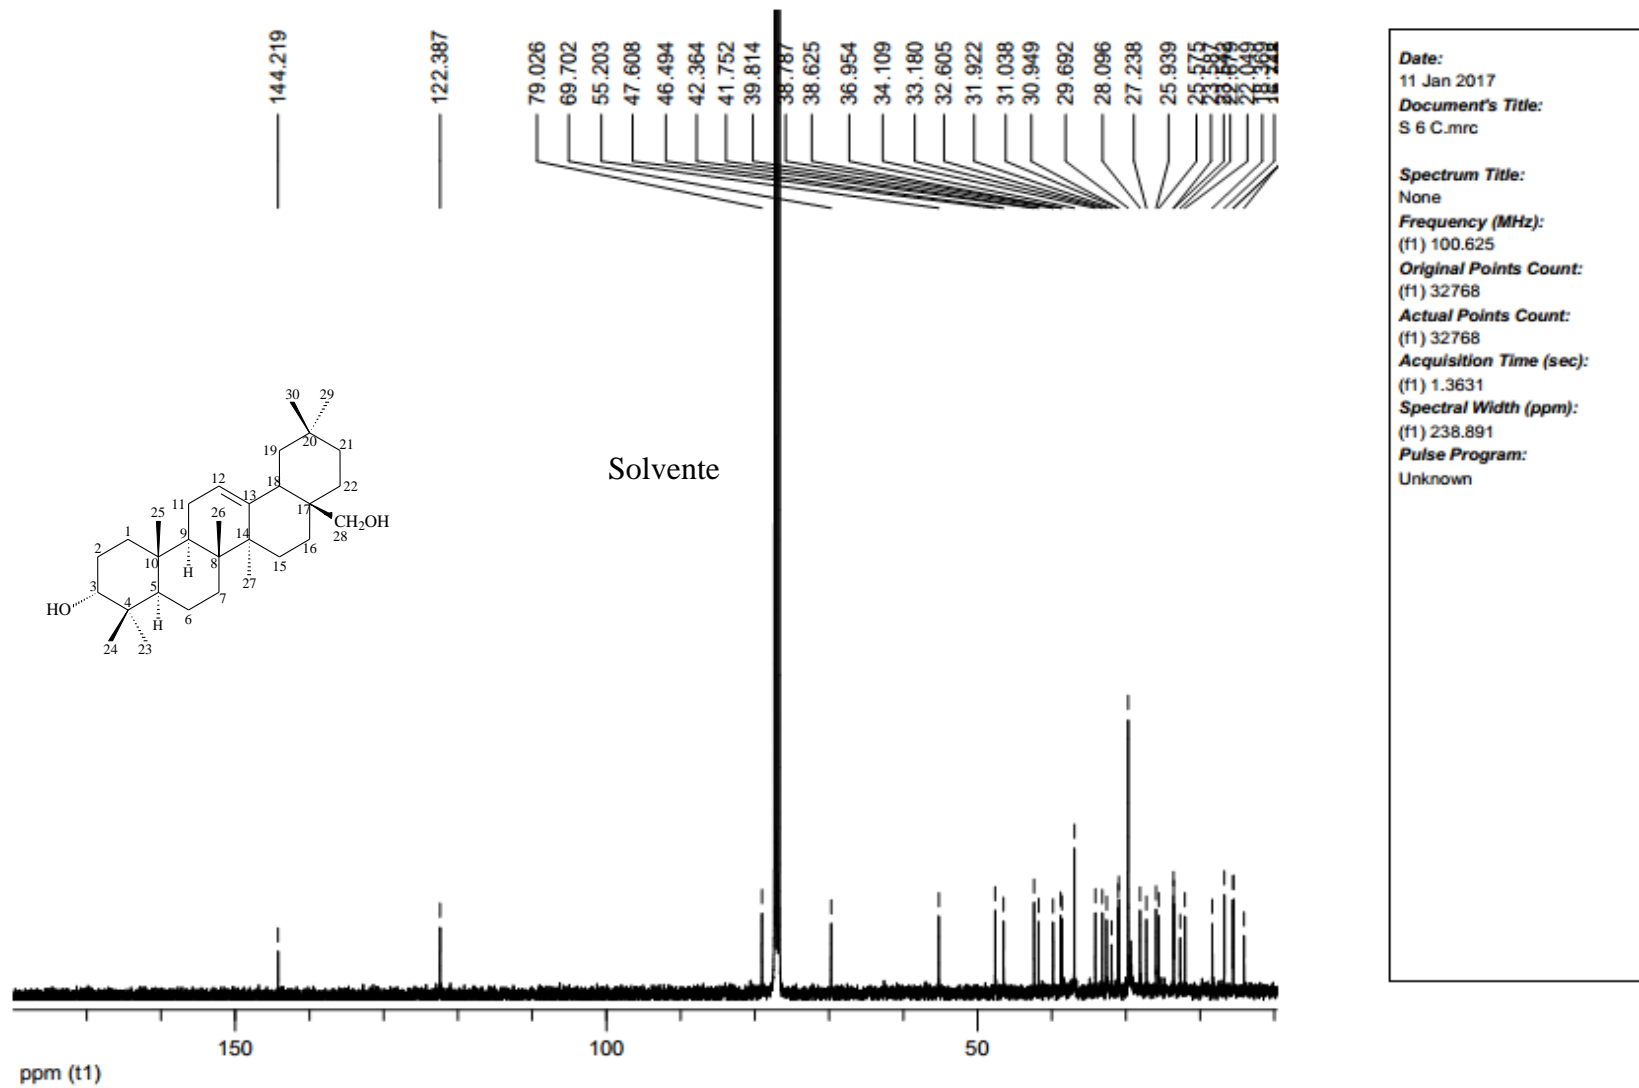 144.219
122.387
79.026
69.702
55.203
47.608
46.494
42.364
41.752
39.814
38.787
38.625
36.954
34.109
33.180
32.605
31.922
31.038
30.949
29.692
28.096
27.238
25.939
25.575
22.049
18.369
Date:
11 Jan 2017
Document's Title:
S 6 C.mrc
Spectrum Title:
None
Frequency (MHz):
(f1) 100.625
Original Points Count:
(f1) 32768
Actual Points Count:
(f1) 32768
Acquisition Time (sec):
(f1) 1.3631
Spectral Width (ppm):
(f1) 238.891
Pulse Program:
Unknown
Solvente
30
29
20
19
21
12
18
22
11
13
25
26
17
CH2OH
28
1
9
14
16
2
10
8
15
H
27
3
5
7
HO
4
6
H
24
23
150
100
50
ppm (t1)